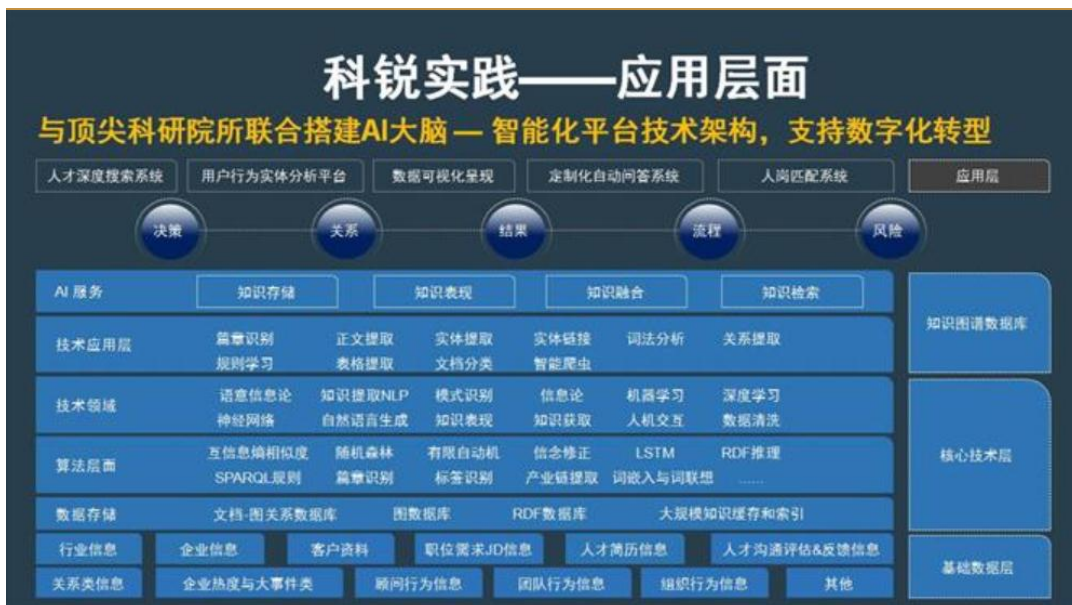 科锐实践——应用层面
与顶尖科研院所联合搭建AI大脑 — 智能化平台技术架构，支持数字化转型
人才深度搜索系统 用户行为实体分析平台 数据可视化呈现 定制化自动问答系统 人岗匹配系统 应用层
决策 关系 结果 流程 风险
AI 服务 知识存储 知识表现 知识融合 知识检索
知识图谱数据库
技术应用层
篇章识别 正文提取 实体提取 实体链接 词法分析 关系提取
规则学习 表格提取 文档分类 智能爬虫
技术领域
语意信息论 知识提取NLP 模式识别 信息论 机器学习 深度学习
神经网络 自然语言生成 知识表现 知识获取 人机交互 数据清洗
算法层面
互信息熵相似度 随机森林 有限自动机 信念修正 LSTM RDF推理
SPARQL规则 篇章识别 标签识别 产业链提取 词嵌入与词联想 ……
核心技术层
数据存储 文档-图关系数据库 图数据库 RDF数据库 大规模知识缓存和索引
行业信息 企业信息 客户资料 职位需求JD信息 人才简历信息 人才沟通评估&反馈信息
关系类信息 企业热度与大事件类 顾问行为信息 团队行为信息 组织行为信息 其他
基础数据层